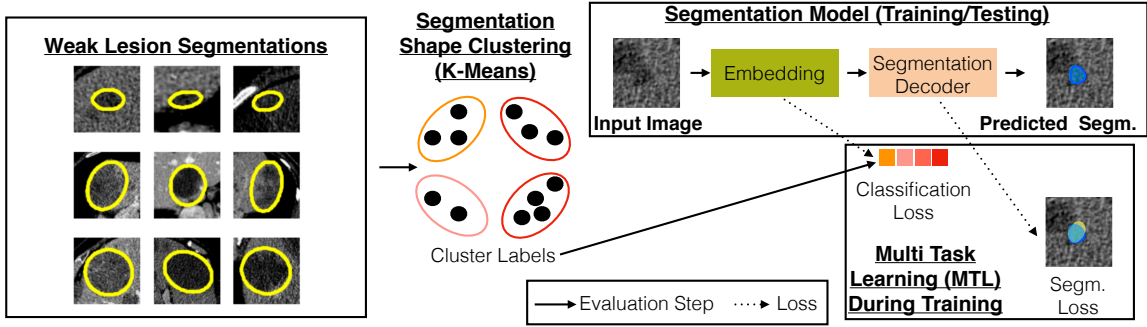 Weak Lesion Segmentations
Segmentation
Shape Clustering
(K-Means)
Cluster Labels
Segmentation Model (Training/Testing)
Embedding
Segmentation
Decoder
Input Image
Predicted Segm.
Classification
Loss
Multi Task
Learning (MTL)
During Training
Segm.
Loss
Evaluation Step
Loss